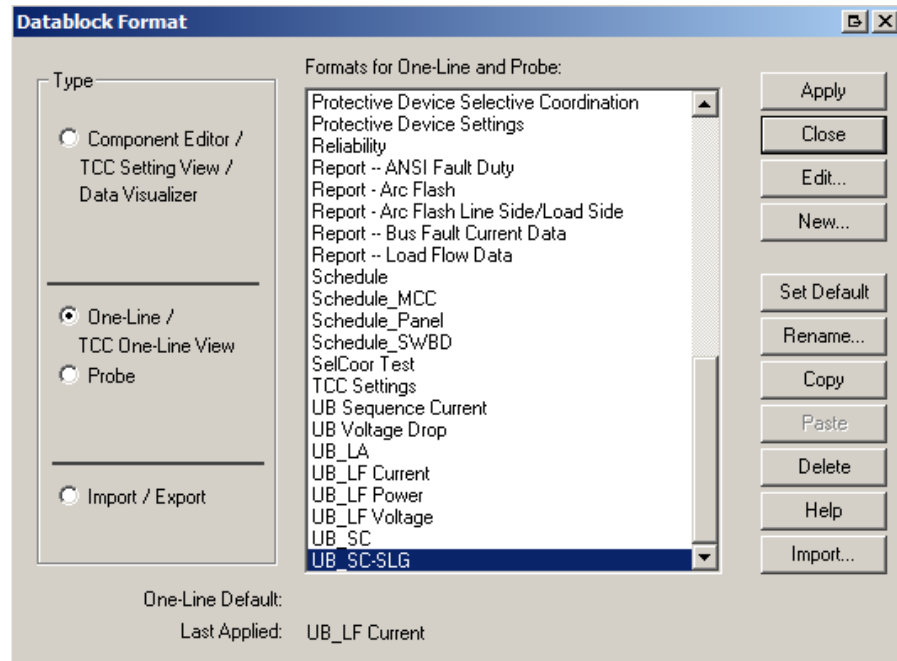 Datablock Format
Type
Component Editor /
TCC Setting View /
Data Visualizer
One-Line /
TCC One-Line View
Probe
Import / Export
Formats for One-Line and Probe:
Protective Device Selective Coordination
Protective Device Settings
Reliability
Report -- ANSI Fault Duty
Report - Arc Flash
Report - Arc Flash Line Side/Load Side
Report -- Bus Fault Current Data
Report -- Load Flow Data
Schedule
Schedule_MCC
Schedule_Panel
Schedule_SWBD
SelCoor Test
TCC Settings
UB Sequence Current
UB Voltage Drop
UB_LA
UB_LF Current
UB_LF Power
UB_LF Voltage
UB_SC
UB_SC-SLG
Apply
Close
Edit...
New...
Set Default
Rename...
Copy
Paste
Delete
Help
Import...
One-Line Default:
Last Applied: UB_LF Current